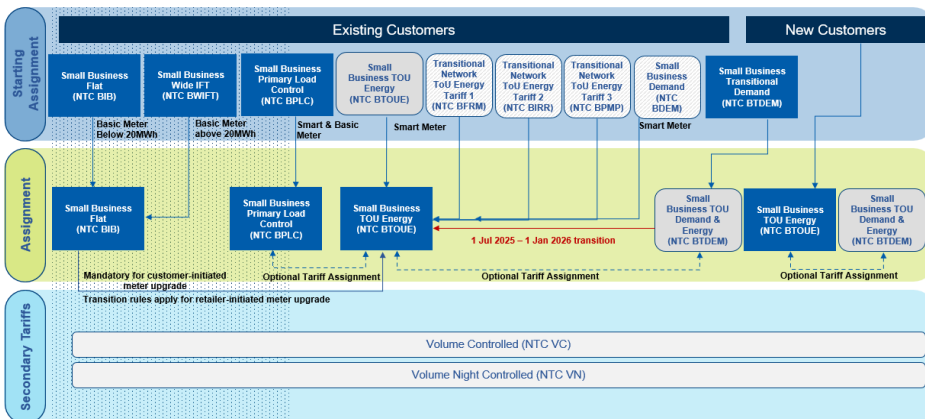 Existing Customers
New Customers
Starting
Assignment
Small Business
Flat
(NTC BIB)
Small Business
Wide IFT
(NTC BWIFT)
Small Business
Primary Load
Control
(NTC BPLC)
Small
Business TOU
Energy
(NTC BTOUE)
Transitional
Network
ToU Energy
Tariff 1
(NTC BFRM)
Transitional
Network
ToU Energy
Tariff 2
(NTC BIRR)
Transitional
Network
ToU Energy
Tariff 3
(NTC BPMP)
Small
Business
Demand
(NTC
BDEM)
Small Business
Transitional
Demand
(NTC BTDEM)
Basic Meter
Below 20MWh
Basic Meter
above 20MWh
Smart & Basic
Meter
Smart Meter
Smart Meter
Assignment
Small Business
Flat
(NTC BIB)
Small Business
Primary Load
Control
(NTC BPLC)
Small Business
TOU Energy
(NTC BTOUE)
Small
Business TOU
Demand &
Energy
(NTC BTDEM)
Small Business
TOU Energy
(NTC BTOUE)
Small
Business TOU
Demand &
Energy
(NTC BTDEM)
1 Jul 2025 – 1 Jan 2026 transition
Mandatory for customer-initiated
meter upgrade
Optional Tariff Assignment
Optional Tariff Assignment
Optional Tariff Assignment
Transition rules apply for retailer-initiated meter upgrade
Secondary Tariffs
Volume Controlled (NTC VC)
Volume Night Controlled (NTC VN)